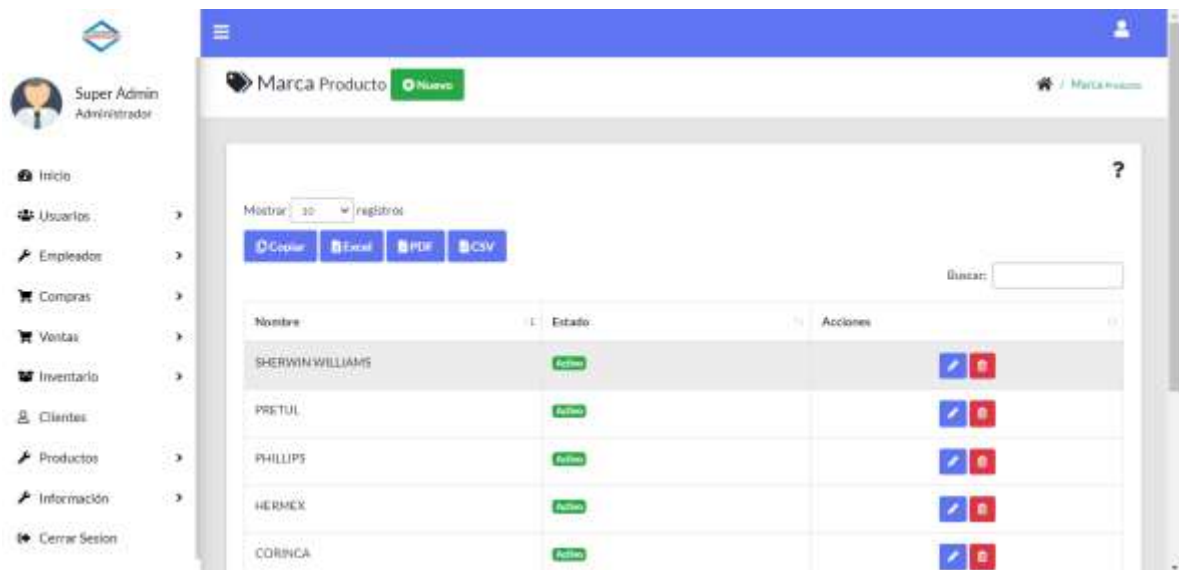 Super Admin
Administrador
Inicio
Usuarios
Empleados
Compras
Ventas
Inventario
Clientes
Productos
Información
Cerrar Sesion
Marca Producto
Nuevo
/ Marca Producto
?
Mostrar 10 registros
Copiar Excel PDF CSV
Buscar:
Nombre Estado Acciones
SHERWIN WILLIAMS Activo
PRETUL Activo
PHILLIPS Activo
HERMEX Activo
CORINCA Activo